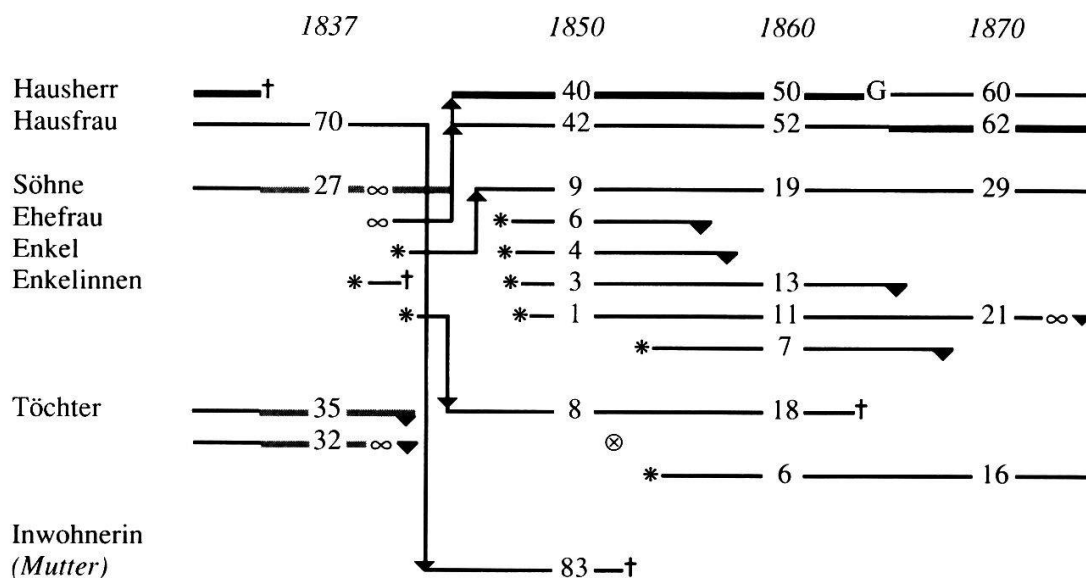 1837 1850 1860 1870
Hausherr † 40 50 G 60
Hausfrau 70 42 52 62
Söhne 27 ∞ 9 19 29
Ehefrau ∞ * 6
Enkel * * 4
Enkelinnen * † * 3 13
* * 1 11 21 ∞
* 7
Töchter 35 8 18 †
32 ∞ ⊗
* 6 16
Inwohnerin
(Mutter) 83 †